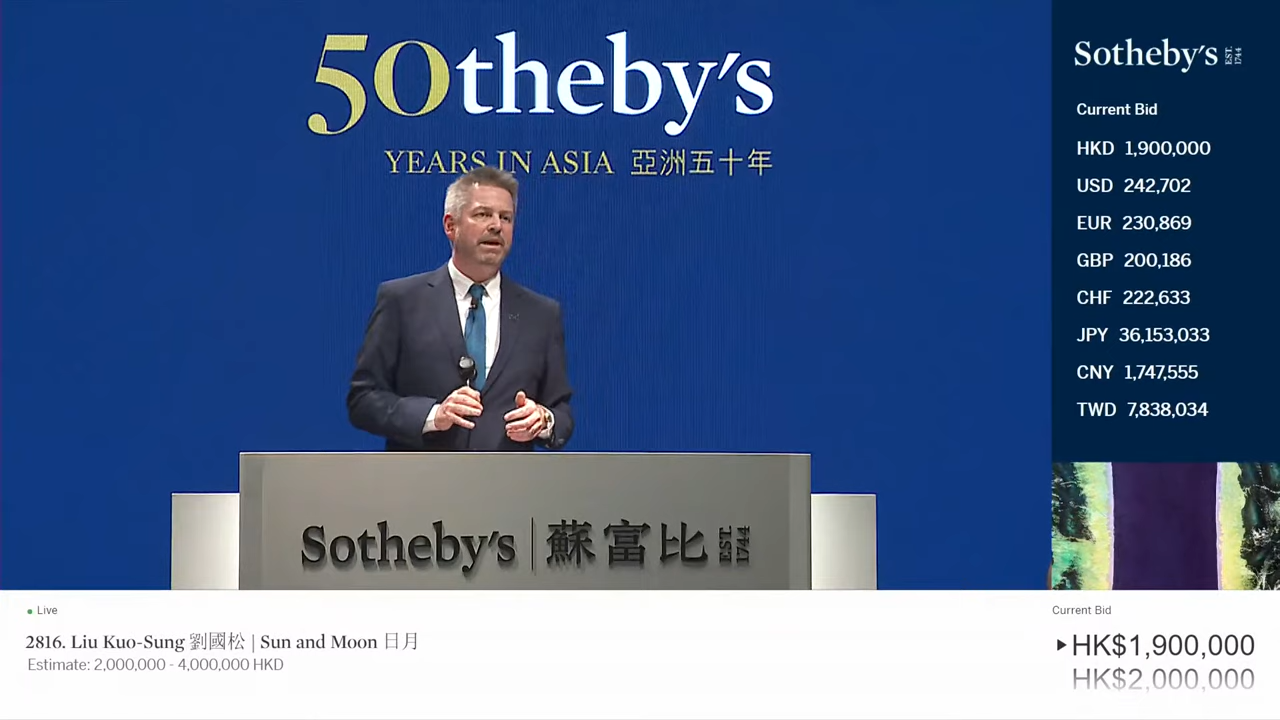 50theby's
YEARS IN ASIA 亞洲五十年
Sotheby's EST. 1744
Current Bid
HKD 1,900,000
USD 242,702
EUR 230,869
GBP 200,186
CHF 222,633
JPY 36,153,033
CNY 1,747,555
TWD 7,838,034
Sotheby's | 蘇富比 EST. 1744
Live
2816. Liu Kuo-Sung 劉國松 | Sun and Moon 日月
Estimate: 2,000,000 - 4,000,000 HKD
Current Bid
HK$1,900,000
HK$2,000,000